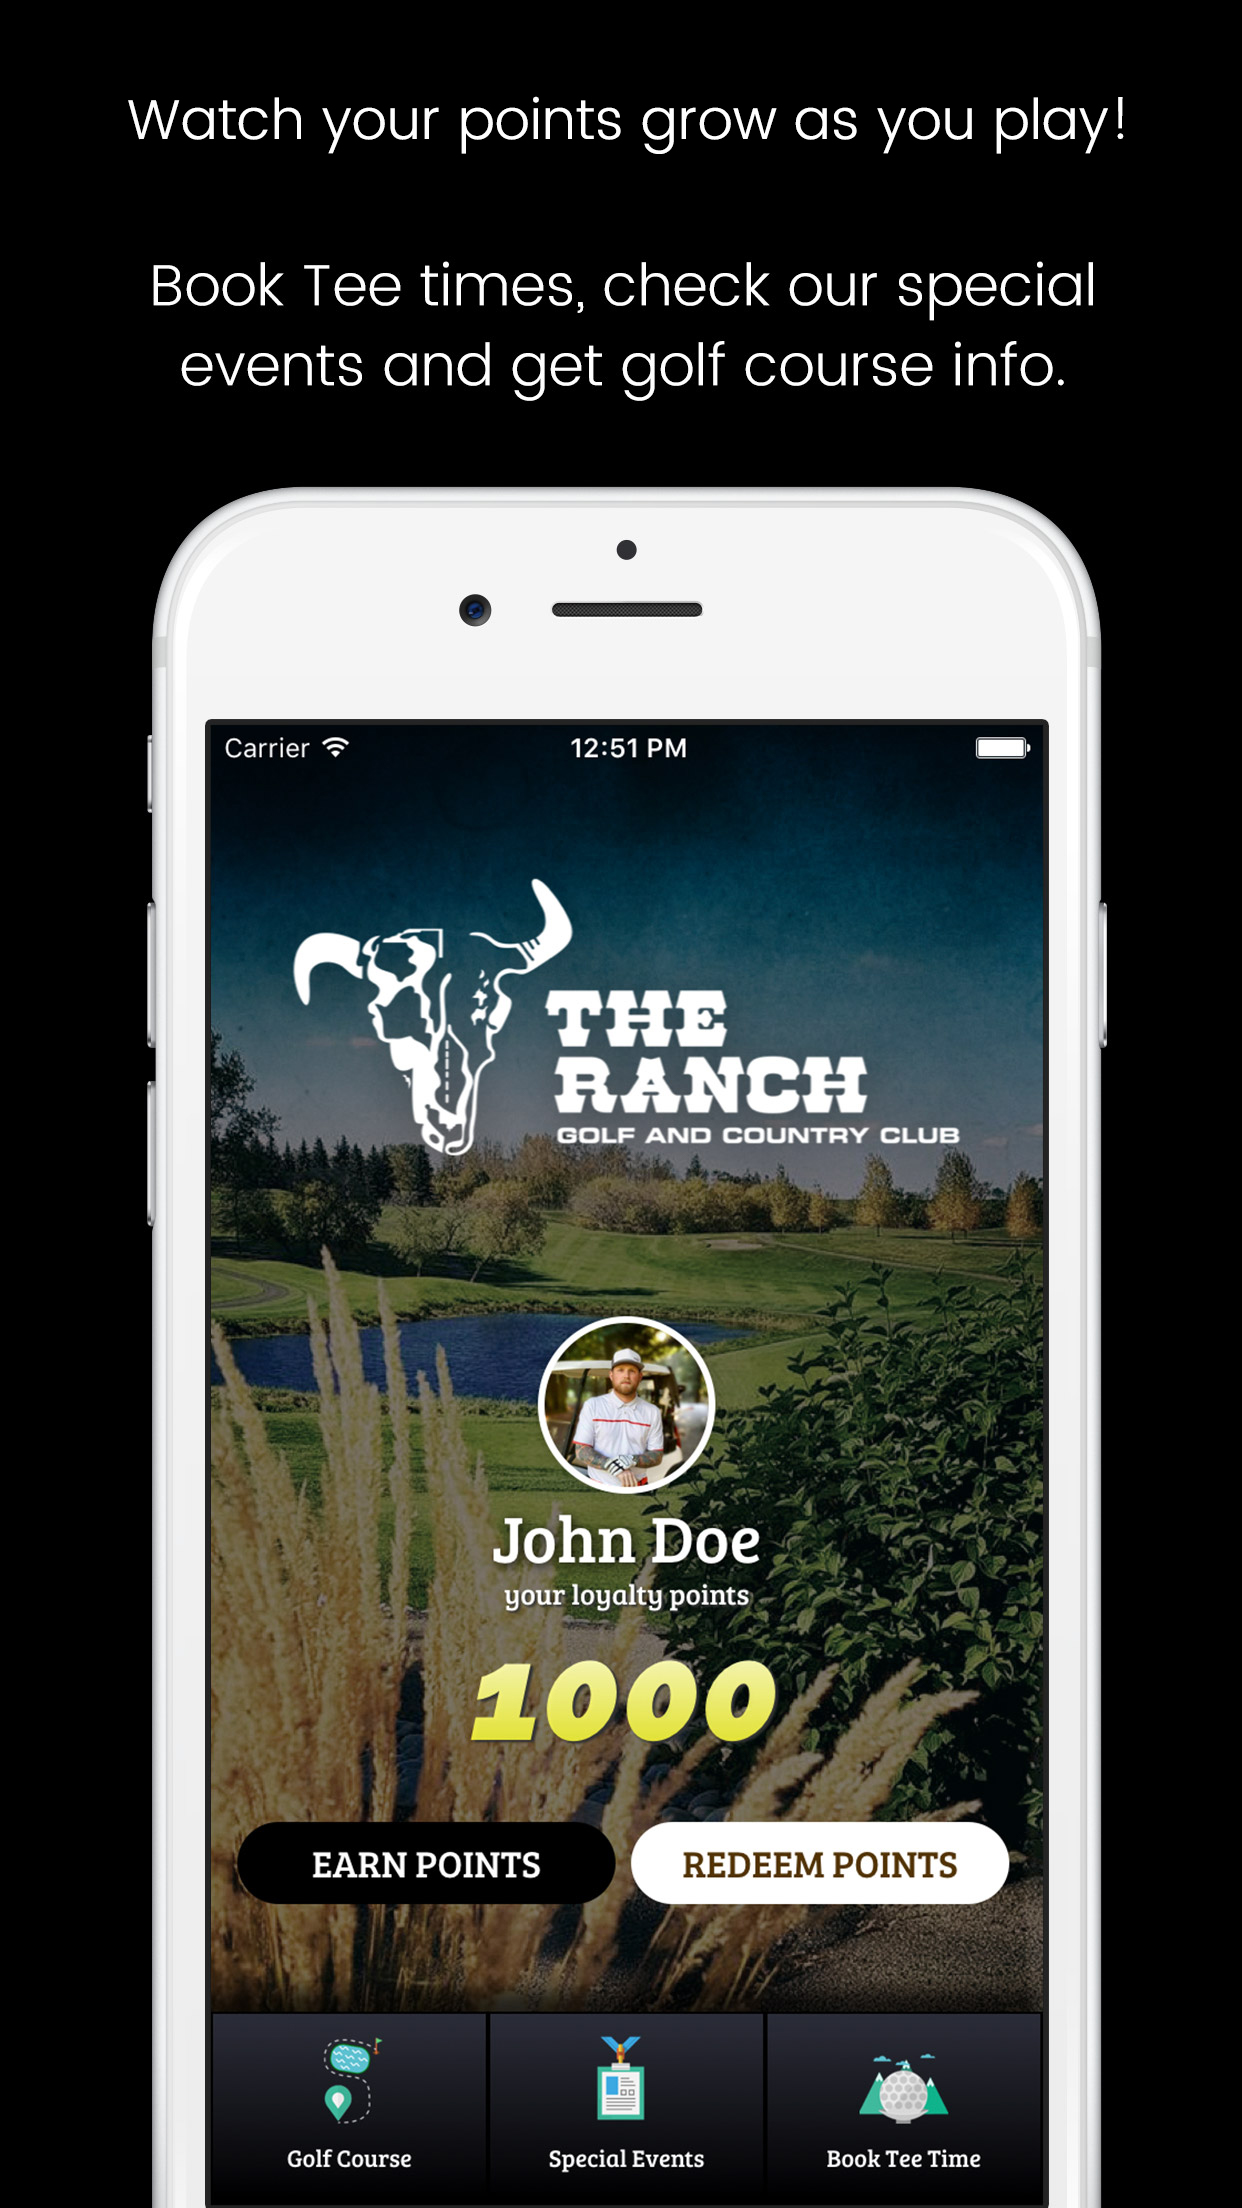 Watch your points grow as you play!
Book Tee times, check our special
events and get golf course info.
Carrier 12:51 PM
THE
RANCH
GOLF AND COUNTRY CLUB
John Doe
your loyalty points
1000
EARN POINTS REDEEM POINTS
Golf Course Special Events Book Tee Time